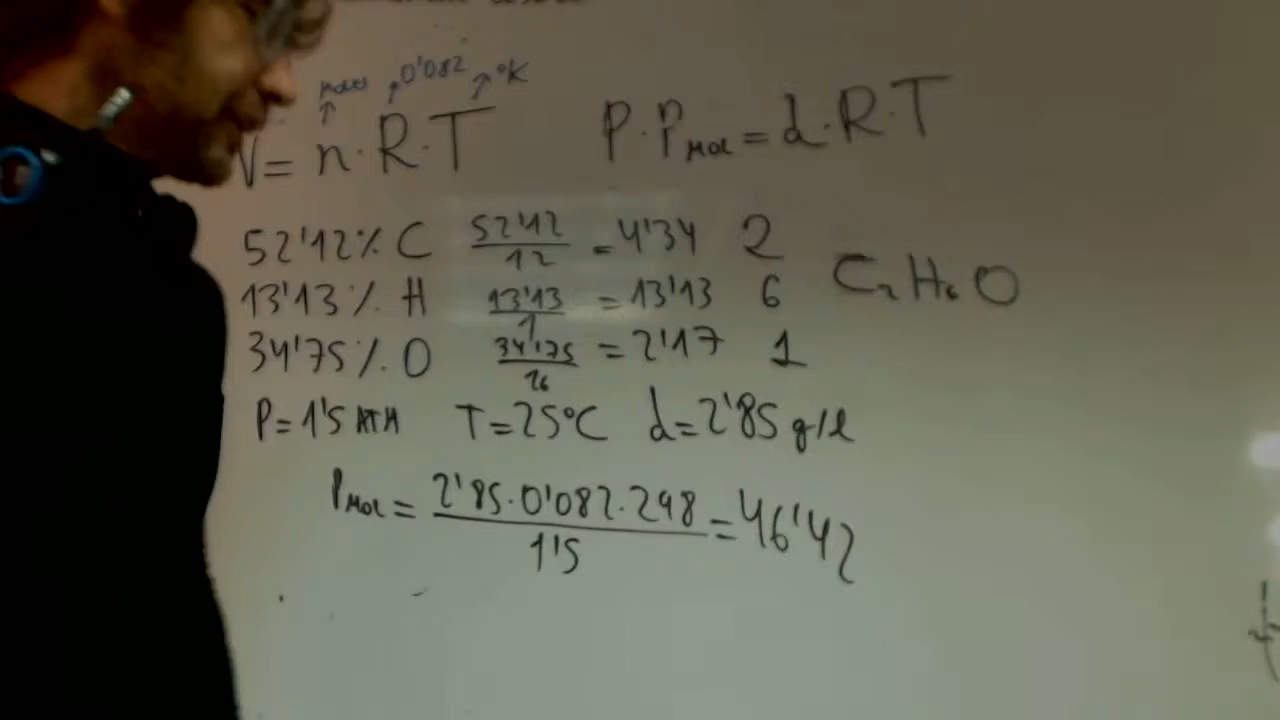 moles 0'082 °K
V = n · R · T P · Pmol = d · R · T
52'12% C 52'12/12 = 4'34 2
13'13% H 13'13/1 = 13'13 6 C₂H₆O
34'75% O 34'75/16 = 2'17 1
P = 1'5 ATM T = 25°C d = 2'85 g/l
Pmol = 2'85 · 0'082 · 298 / 1'5 = 46'42